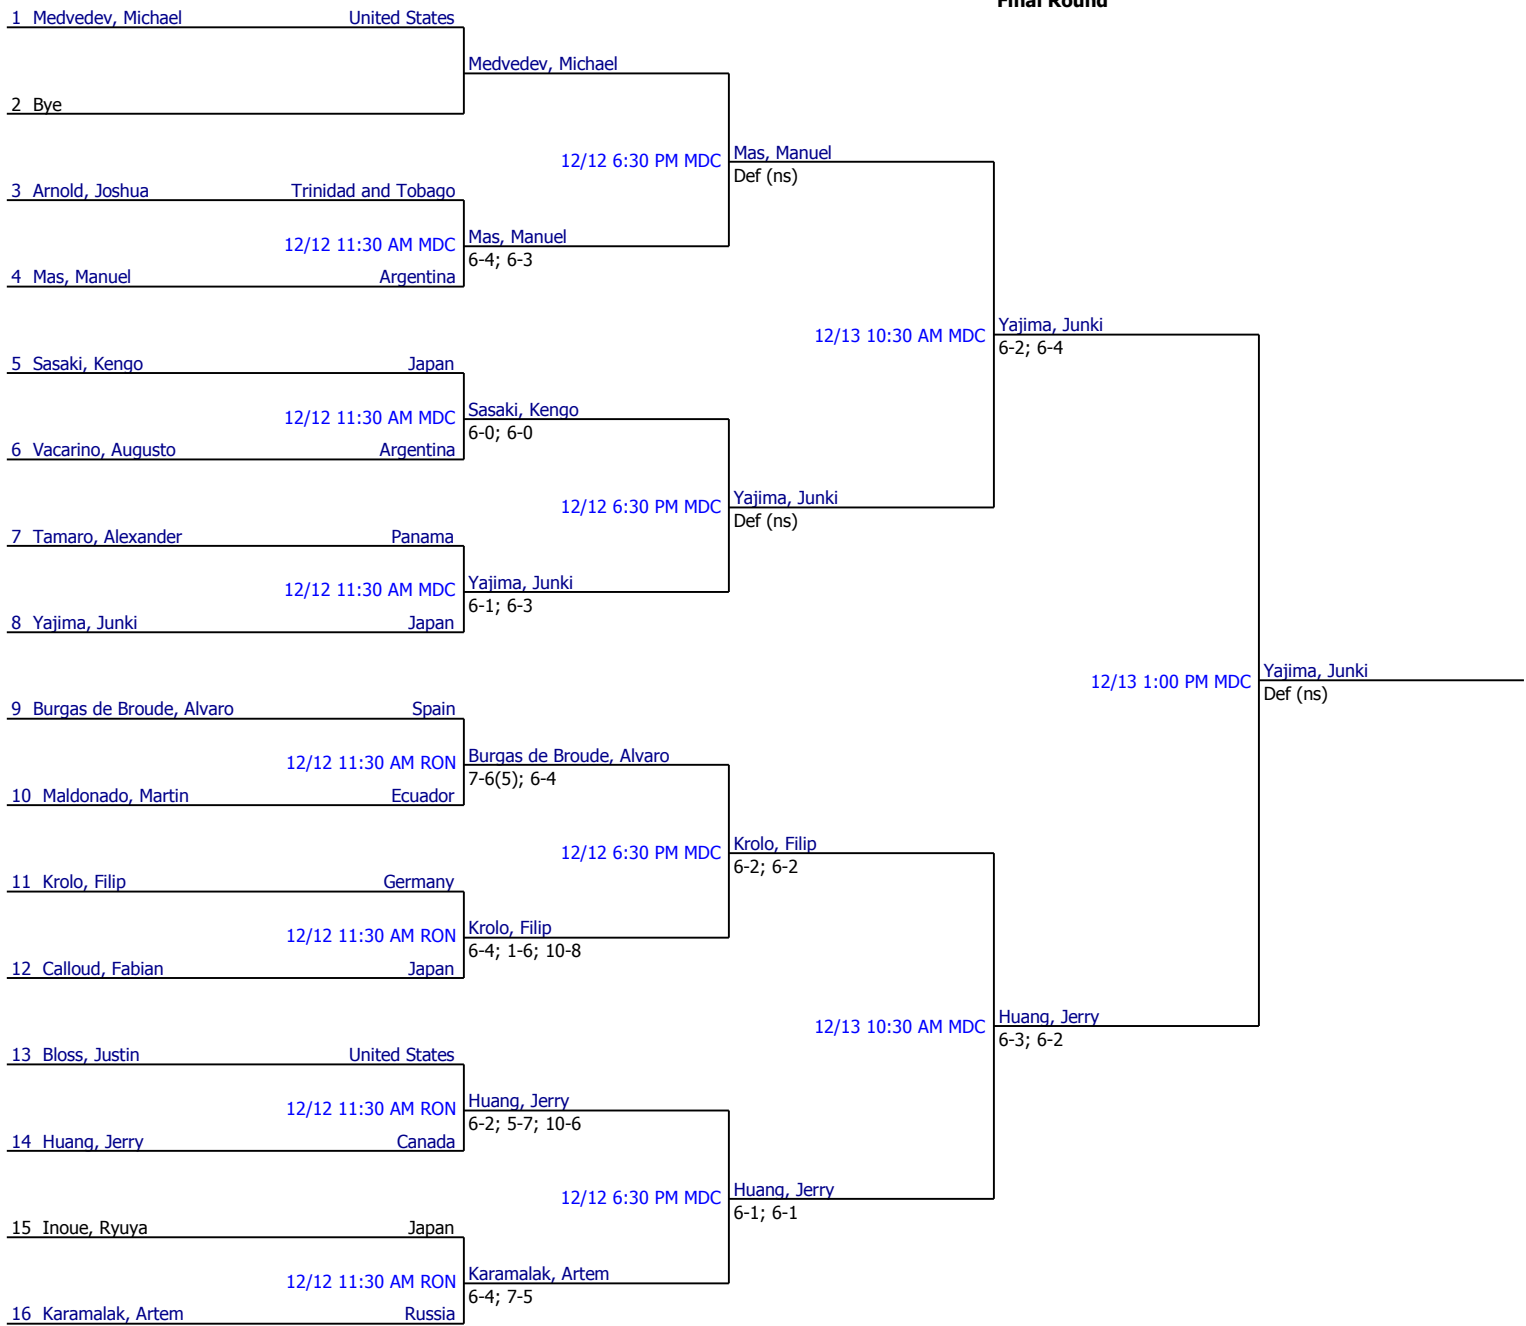 Final Round
1 Medvedev, Michael United States
Medvedev, Michael
2 Bye
12/12 6:30 PM MDC Mas, Manuel
Def (ns)
3 Arnold, Joshua Trinidad and Tobago
12/12 11:30 AM MDC Mas, Manuel
6-4; 6-3
4 Mas, Manuel Argentina
12/13 10:30 AM MDC Yajima, Junki
6-2; 6-4
5 Sasaki, Kengo Japan
12/12 11:30 AM MDC Sasaki, Kengo
6-0; 6-0
6 Vacarino, Augusto Argentina
12/12 6:30 PM MDC Yajima, Junki
Def (ns)
7 Tamaro, Alexander Panama
12/12 11:30 AM MDC Yajima, Junki
6-1; 6-3
8 Yajima, Junki Japan
12/13 1:00 PM MDC Yajima, Junki
Def (ns)
9 Burgas de Broude, Alvaro Spain
12/12 11:30 AM RON Burgas de Broude, Alvaro
7-6(5); 6-4
10 Maldonado, Martin Ecuador
12/12 6:30 PM MDC Krolo, Filip
6-2; 6-2
11 Krolo, Filip Germany
12/12 11:30 AM RON Krolo, Filip
6-4; 1-6; 10-8
12 Calloud, Fabian Japan
12/13 10:30 AM MDC Huang, Jerry
6-3; 6-2
13 Bloss, Justin United States
12/12 11:30 AM RON Huang, Jerry
6-2; 5-7; 10-6
14 Huang, Jerry Canada
12/12 6:30 PM MDC Huang, Jerry
6-1; 6-1
15 Inoue, Ryuya Japan
12/12 11:30 AM RON Karamalak, Artem
6-4; 7-5
16 Karamalak, Artem Russia